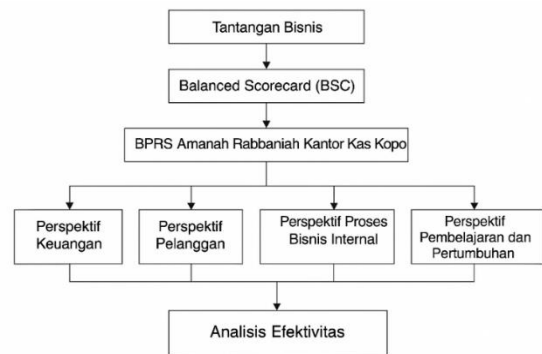 Tantangan Bisnis
Balanced Scorecard (BSC)
BPRS Amanah Rabbaniah Kantor Kas Kopo
Perspektif
Keuangan
Perspektif
Pelanggan
Perspektif Proses
Bisnis Internal
Perspektif
Pembelajaran dan
Pertumbuhan
Analisis Efektivitas